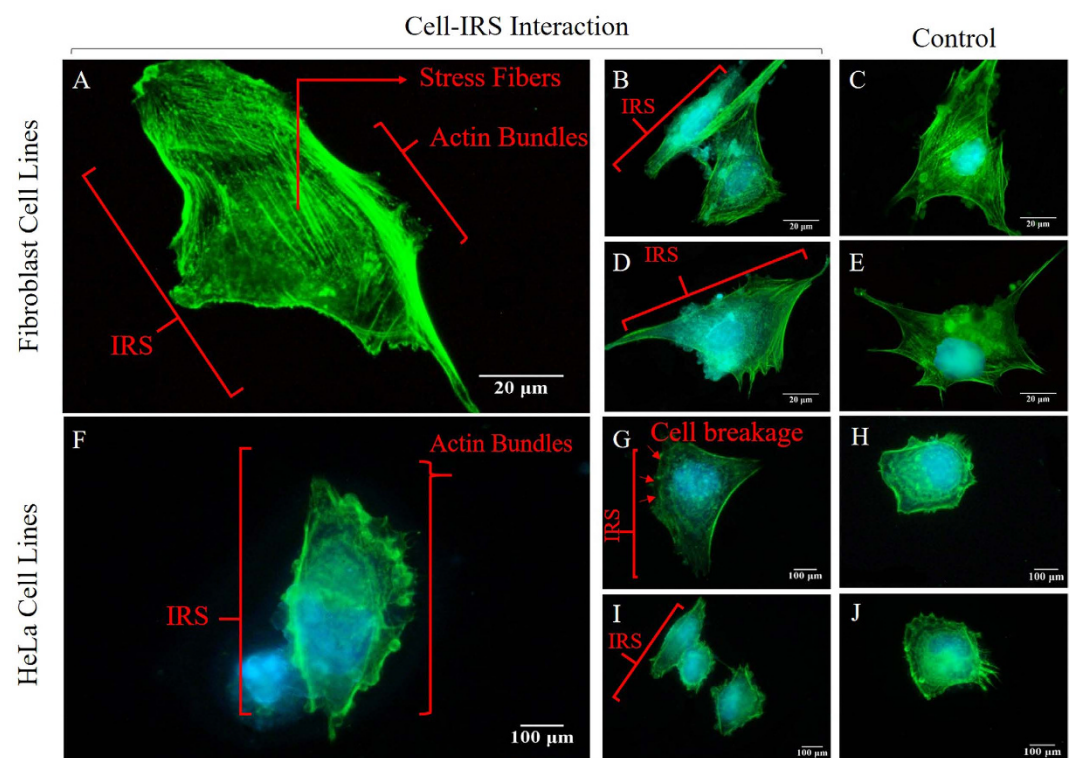 Cell-IRS Interaction
Control
Fibroblast Cell Lines
A
Stress Fibers
Actin Bundles
IRS
20 μm
B
IRS
20 μm
C
20 μm
D
IRS
20 μm
E
20 μm
HeLa Cell Lines
F
Actin Bundles
IRS
100 μm
G
Cell breakage
IRS
100 μm
H
100 μm
I
IRS
100 μm
J
100 μm